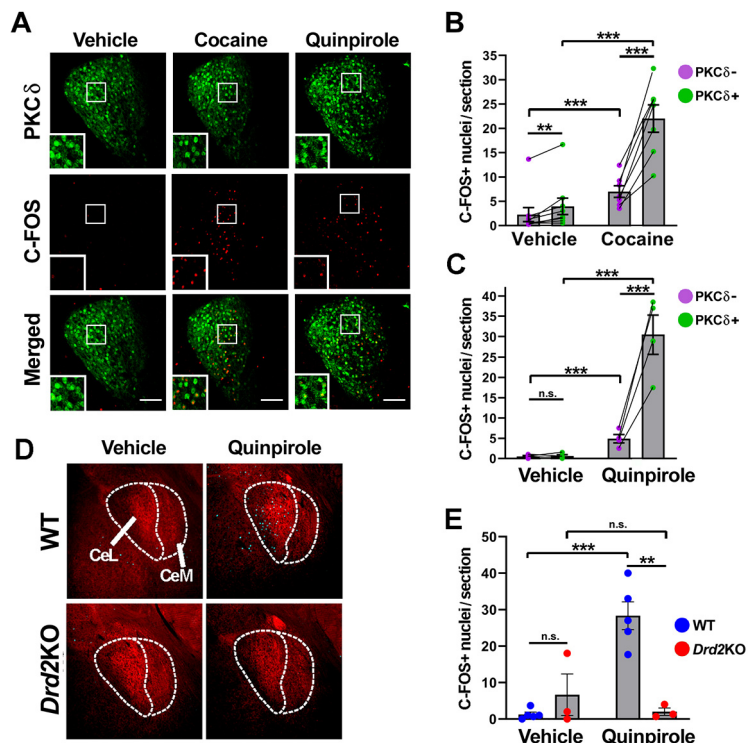 A
Vehicle Cocaine Quinpirole
PKCδ
C-FOS
Merged
B
C-FOS+ nuclei/section
35
30
25
20
15
10
5
0
***
***
***
**
PKCδ-
PKCδ+
Vehicle Cocaine
C
C-FOS+ nuclei/section
40
35
30
25
20
15
10
5
0
***
***
***
n.s.
PKCδ-
PKCδ+
Vehicle Quinpirole
D
Vehicle Quinpirole
WT
CeL
CeM
Drd2KO
E
C-FOS+ nuclei/section
50
40
30
20
10
0
n.s.
***
**
n.s.
WT
Drd2KO
Vehicle Quinpirole